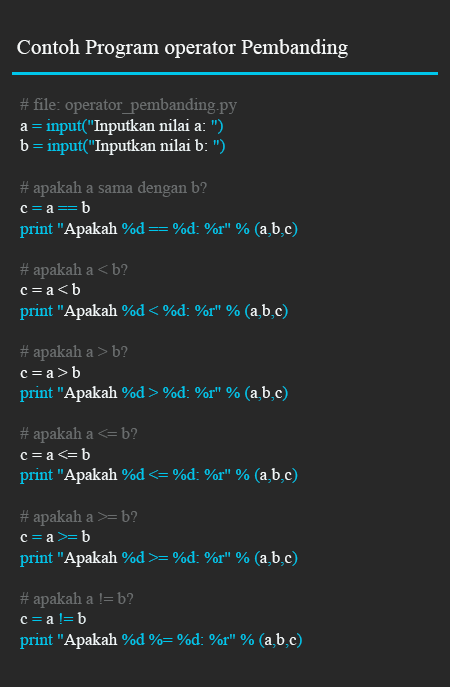 Contoh Program operator Pembanding
# file: operator_pembanding.py
a = input("Inputkan nilai a: ")
b = input("Inputkan nilai b: ")
# apakah a sama dengan b?
c = a == b
print "Apakah %d == %d: %r" % (a,b,c)
# apakah a < b?
c = a < b
print "Apakah %d < %d: %r" % (a,b,c)
# apakah a > b?
c = a > b
print "Apakah %d > %d: %r" % (a,b,c)
# apakah a <= b?
c = a <= b
print "Apakah %d <= %d: %r" % (a,b,c)
# apakah a >= b?
c = a >= b
print "Apakah %d >= %d: %r" % (a,b,c)
# apakah a != b?
c = a != b
print "Apakah %d %= %d: %r" % (a,b,c)